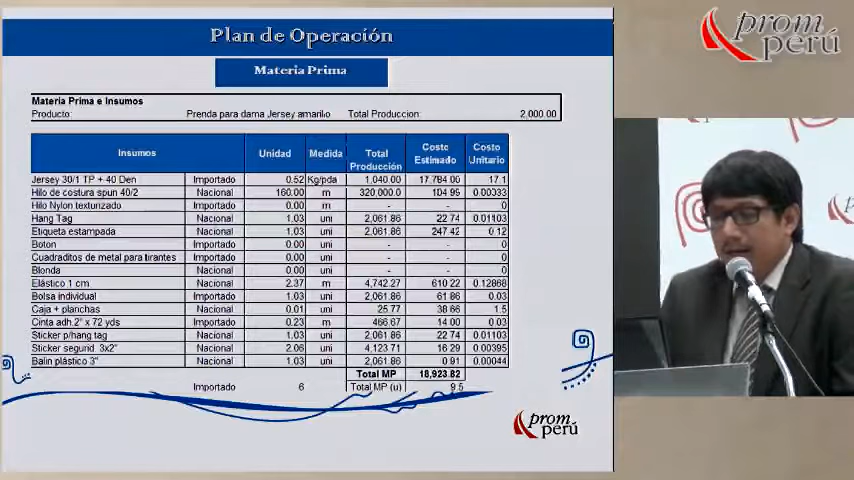 Plan de Operación
Materia Prima
Materia Prima e Insumos
Producto: Prenda para dama Jersey amarillo Total Produccion: 2,000.00
Insumos Unidad Medida Total Producción Costo Estimado Costo Unitario
Jersey 30/1 TP + 40 Den Importado 0.52 Kg/pda 1,040.00 17,784.00 17.1
Hilo de costura spun 40/2 Nacional 160.00 m 320,000.0 104.95 0.00033
Hilo Nylon texturizado Importado 0.00 m - - 0
Hang Tag Nacional 1.03 uni 2,061.86 22.74 0.01103
Etiqueta estampada Nacional 1.03 uni 2,061.86 247.42 0.12
Boton Importado 0.00 m - - 0
Cuadraditos de metal para tirantes Importado 0.00 uni - - 0
Blonda Nacional 0.00 uni - - 0
Elástico 1 cm Nacional 2.37 m 4,742.27 610.22 0.12868
Bolsa individual Importado 1.03 uni 2,061.86 61.86 0.03
Caja + planchas Nacional 0.01 uni 25.77 38.66 1.5
Cinta adh.2" x 72 yds Importado 0.23 m 466.67 14.00 0.03
Sticker p/hang tag Nacional 1.03 uni 2,061.86 22.74 0.01103
Sticker segurid. 3x2" Nacional 2.06 uni 4,123.71 16.29 0.00395
Balin plástico 3" Nacional 1.03 uni 2,061.86 0.91 0.00044
Total MP 18,923.82
Importado 6 Total MP (u) 9.5
prom
perú
prom
perú